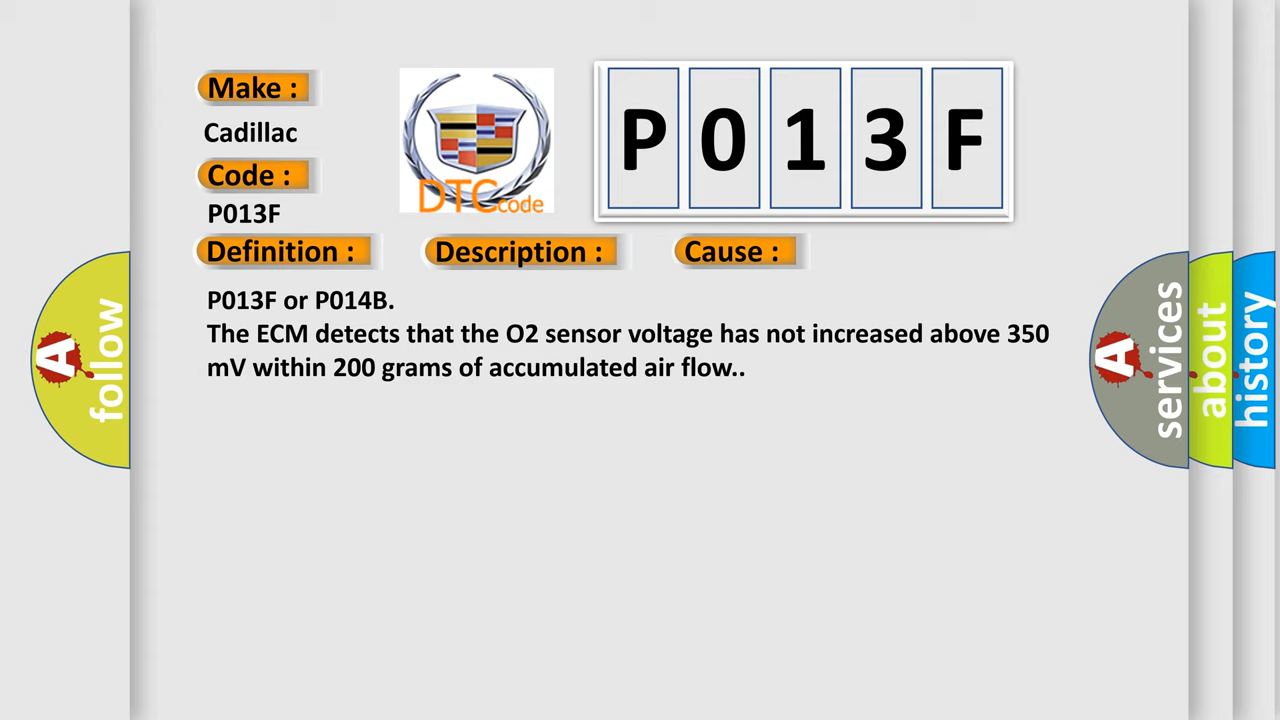 Make :
Cadillac
Code :
P013F
DTC code
P 0 1 3 F
Definition :
Description :
Cause :
P013F or P014B.
The ECM detects that the O2 sensor voltage has not increased above 350
mV within 200 grams of accumulated air flow..
A follow
A services
about
history